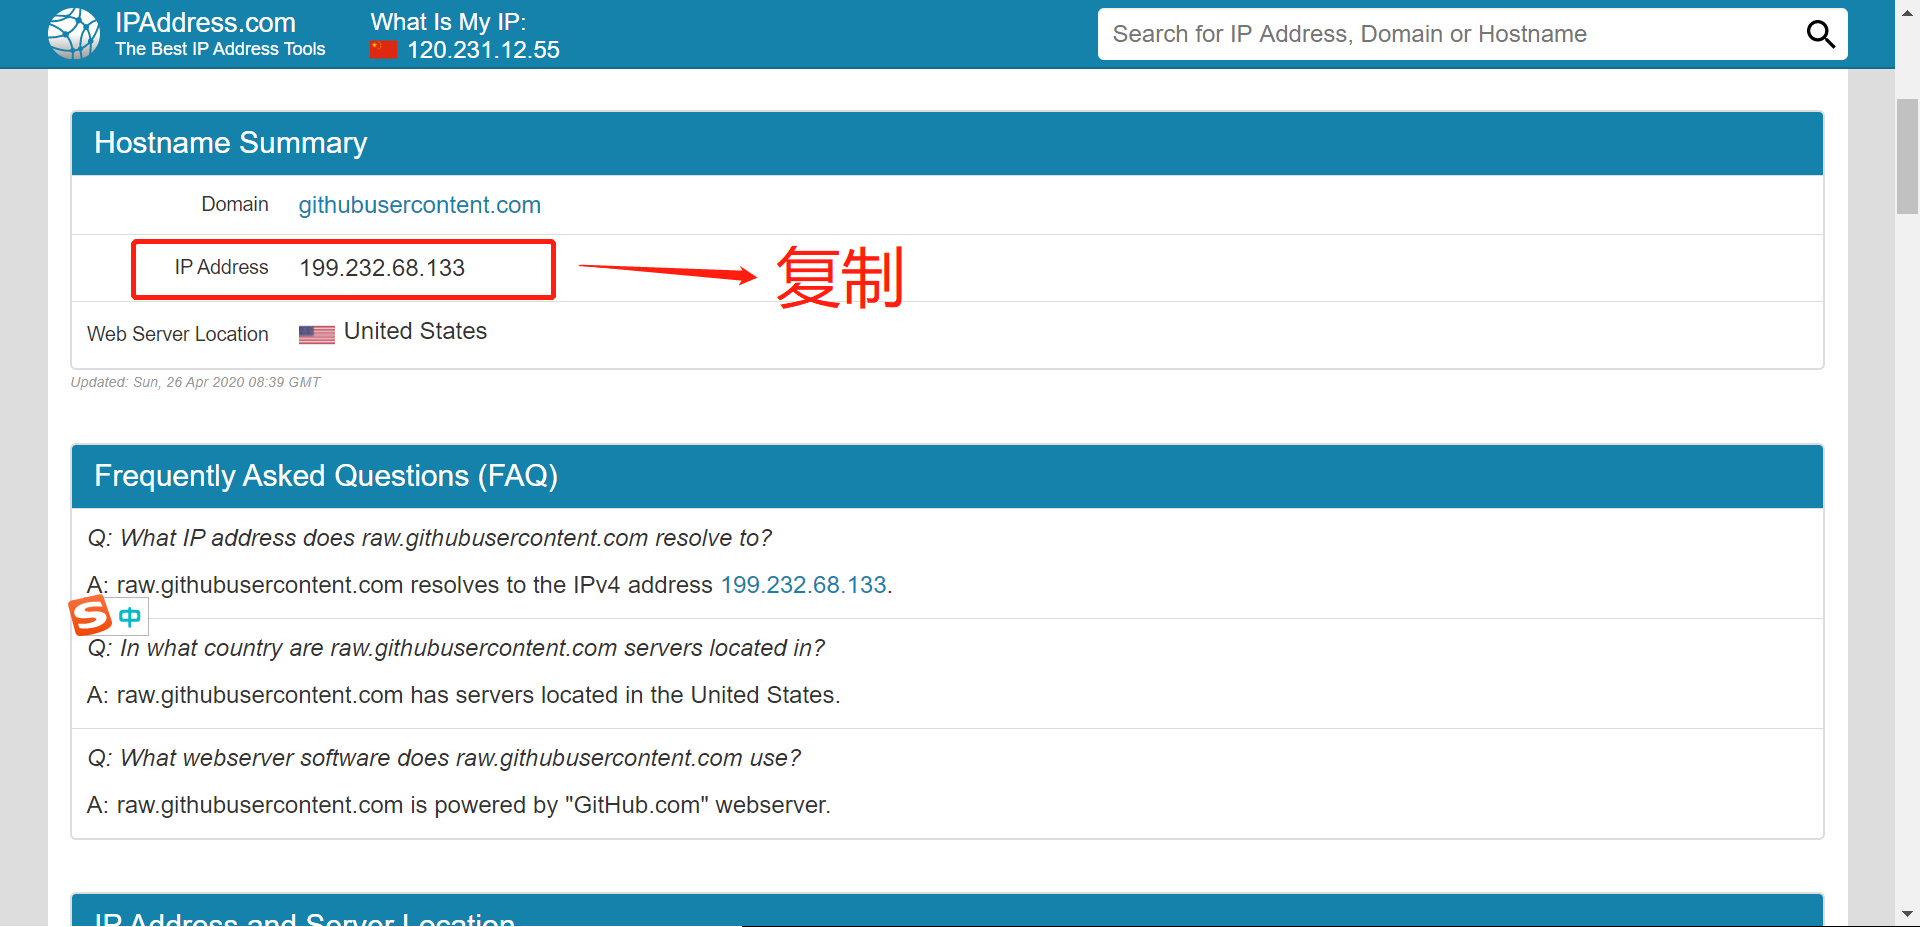 IPAddress.com
The Best IP Address Tools
What Is My IP:
120.231.12.55
Search for IP Address, Domain or Hostname
Hostname Summary
Domain githubusercontent.com
IP Address 199.232.68.133
复制
Web Server Location United States
Updated: Sun, 26 Apr 2020 08:39 GMT
Frequently Asked Questions (FAQ)
Q: What IP address does raw.githubusercontent.com resolve to?
A: raw.githubusercontent.com resolves to the IPv4 address 199.232.68.133.
S 中
Q: In what country are raw.githubusercontent.com servers located in?
A: raw.githubusercontent.com has servers located in the United States.
Q: What webserver software does raw.githubusercontent.com use?
A: raw.githubusercontent.com is powered by "GitHub.com" webserver.
IP Address and Server Location